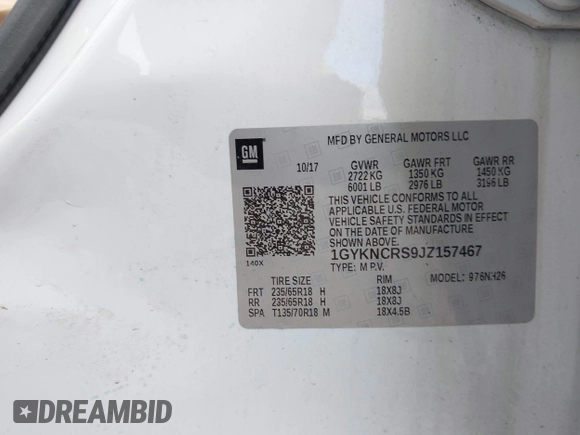 GM
MFD BY GENERAL MOTORS LLC
10/17 GVWR GAWR FRT GAWR RR
2722 KG 1350 KG 1450 KG
6001 LB 2976 LB 3196 LB
THIS VEHICLE CONFORMS TO ALL
APPLICABLE U.S. FEDERAL MOTOR
VEHICLE SAFETY STANDARDS IN EFFECT
ON THE DATE OF MANUFACTURE
SHOWN ABOVE.
1GYKNCRS9JZ157467
140X
TYPE: M.P.V.
MODEL: 976NX26
TIRE SIZE RIM
FRT 235/65R18 H 18X8J
RR 235/65R18 H 18X8J
SPA T135/70R18 M 18X4.5B
DREAMBID